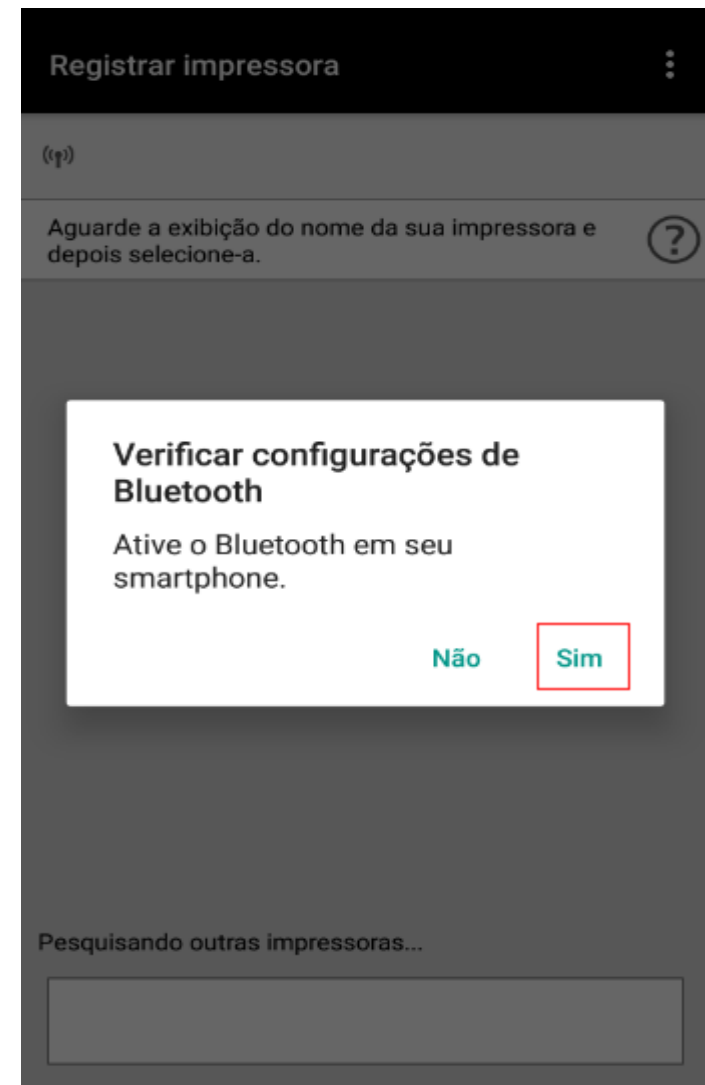 Registrar impressora
Aguarde a exibição do nome da sua impressora e
depois selecione-a.
?
Verificar configurações de
Bluetooth
Ative o Bluetooth em seu
smartphone.
Não Sim
Pesquisando outras impressoras...